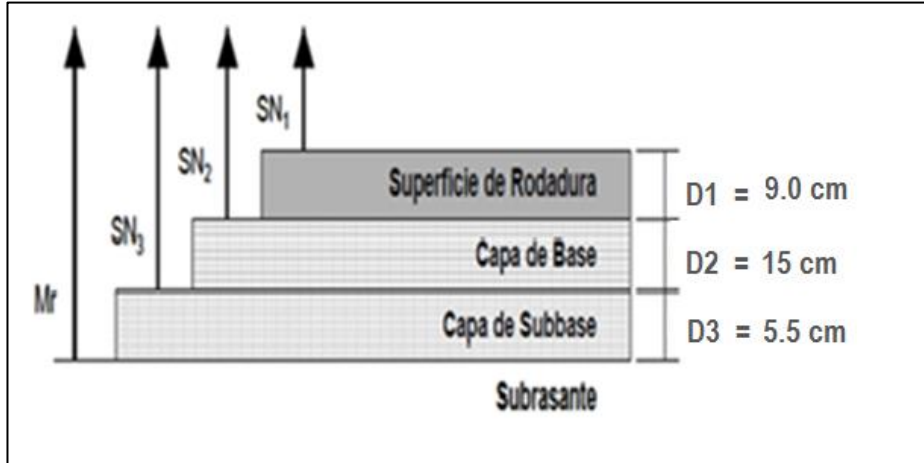 SN₁
SN₂
SN₃
Mr
Superficie de Rodadura
D1 = 9.0 cm
Capa de Base
D2 = 15 cm
Capa de Subbase
D3 = 5.5 cm
Subrasante